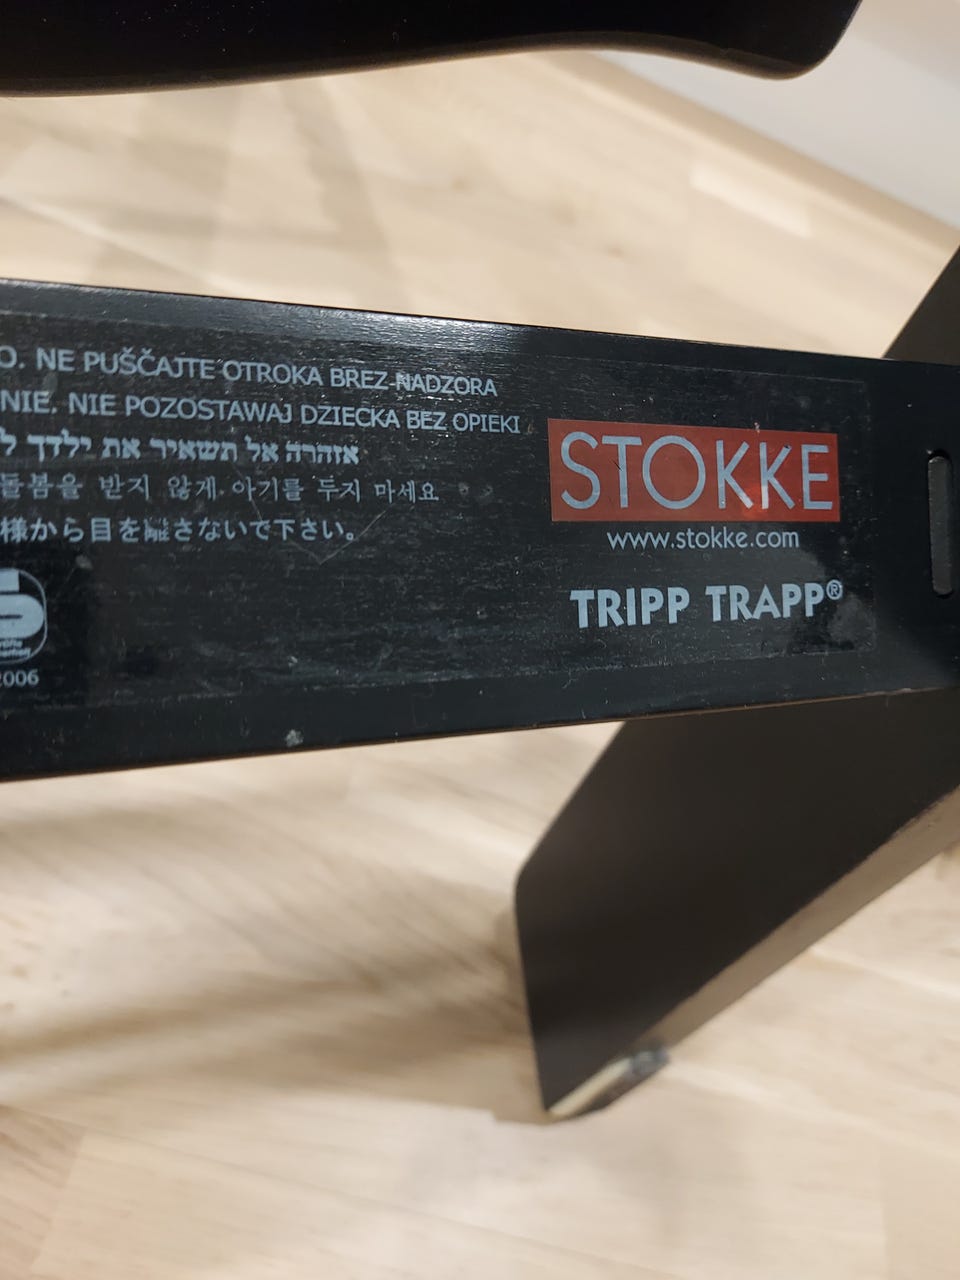 O. NE PUŠČAJTE OTROKA BREZ NADZORA
NIE. NIE POZOSTAWAJ DZIECKA BEZ OPIEKI
אזהרה אל תשאיר את ילדך ל
돌봄을 받지 않게 아기를 두지 마세요
様から目を離さないで下さい。
2006
STOKKE
www.stokke.com
TRIPP TRAPP®